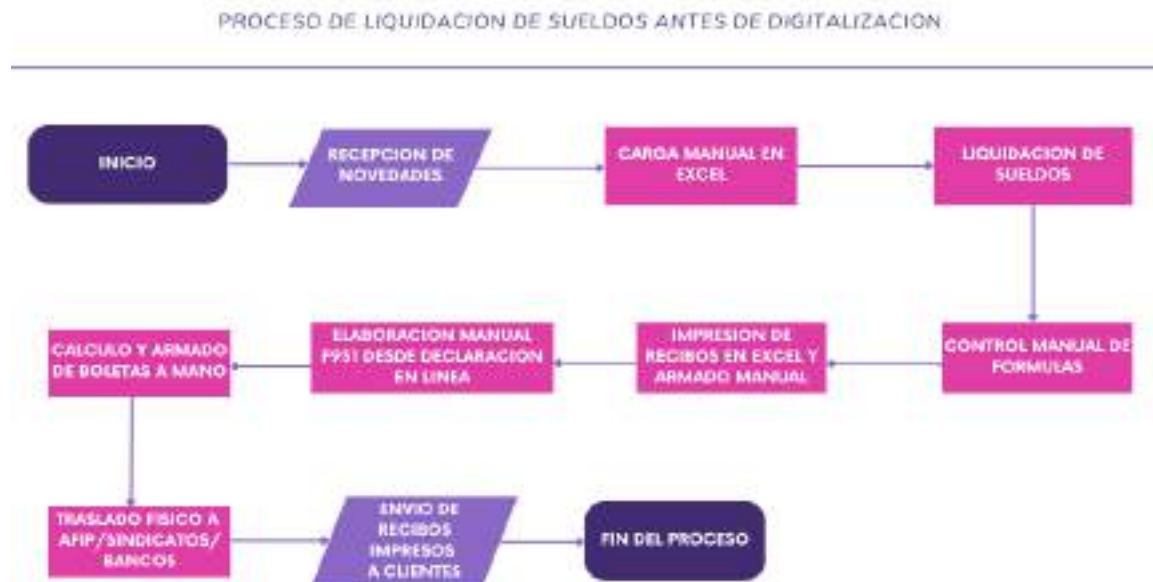 PROCESO DE LIQUIDACION DE SUELDOS ANTES DE DIGITALIZACION
INICIO
RECEPCION DE
NOVEDADES
CARGA MANUAL EN
EXCEL
LIQUIDACION DE
SUELDOS
CONTROL MANUAL DE
FORMULAS
IMPRESION DE
RECIBOS EN EXCEL Y
ARMADO MANUAL
ELABORACION MANUAL
F931 DESDE DECLARACION
EN LINEA
CALCULO Y ARMADO
DE BOLETAS A MANO
TRASLADO FISICO A
AFIP/SINDICATOS/
BANCOS
ENVIO DE
RECIBOS
IMPRESOS
A CLIENTES
FIN DEL PROCESO